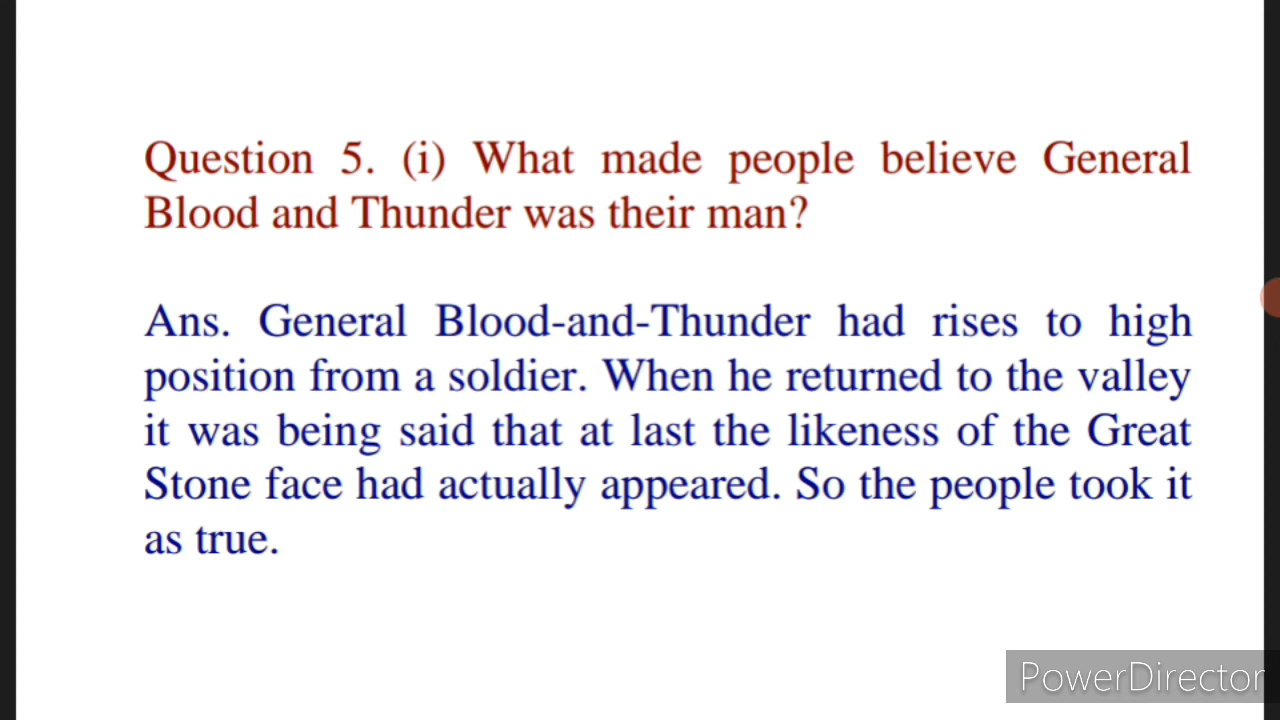 Question 5. (i) What made people believe General
Blood and Thunder was their man?
Ans. General Blood-and-Thunder had rises to high
position from a soldier. When he returned to the valley
it was being said that at last the likeness of the Great
Stone face had actually appeared. So the people took it
as true.
PowerDirector